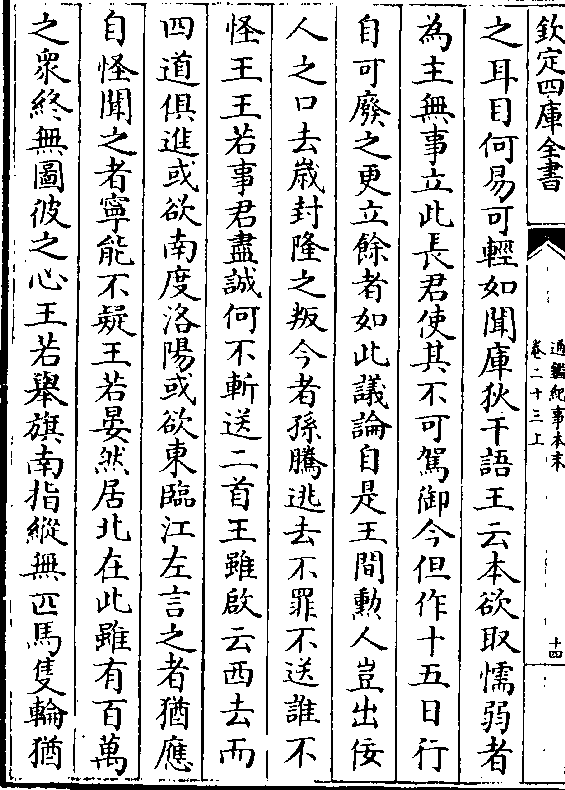 欽定四庫全書
通鑑紀事本末
卷二十三上
十四
之耳目何易可輕如聞庫狄干語王云本欲取懦弱者
為主無事立此長君使其不可駕御今但作十五日行
自可廢之更立餘者如此議論自是王間勲人豈出佞
人之口去嵗封隆之叛今者孫騰逃去不罪不送誰不
怪王王若事君盡誠何不斬送二首王雖啟云西去而
四道俱進或欲南度洛陽或欲東臨江左言之者猶應
自怪聞之者寧能不疑王若晏然居北在此雖有百萬
之衆終無圖彼之心王若舉旗南指縱無匹馬隻輪猶